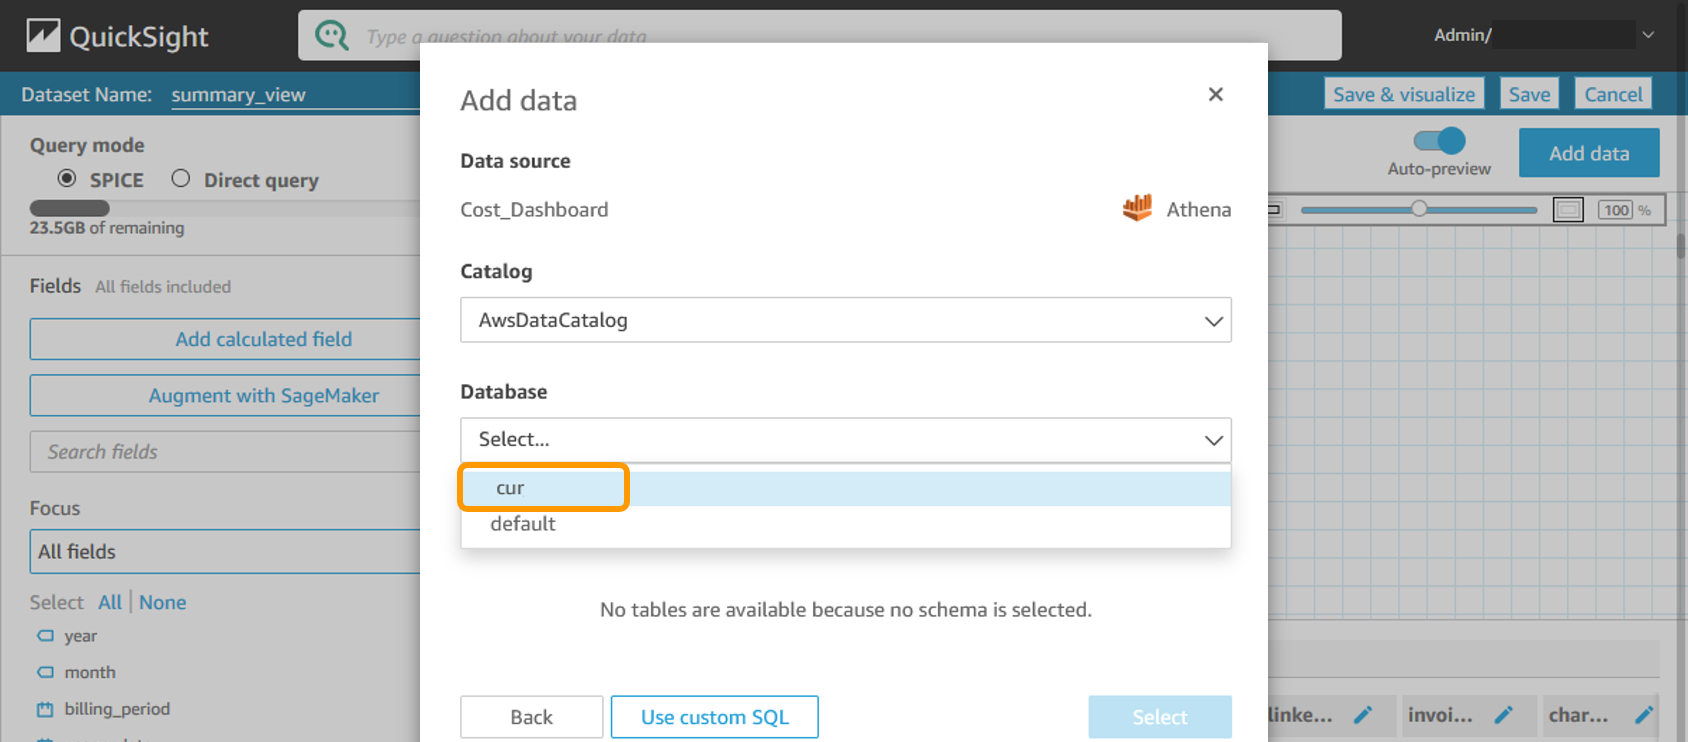 QuickSight
Type a question about your data
Admin/
Dataset Name: summary_view
Save & visualize
Save
Cancel
Query mode
SPICE
Direct query
23.5GB of remaining
Fields All fields included
Add calculated field
Augment with SageMaker
Search fields
Focus
All fields
Select All | None
year
month
billing_period
Add data
Data source
Cost_Dashboard
Athena
Catalog
AwsDataCatalog
Database
Select...
cur
default
No tables are available because no schema is selected.
Back
Use custom SQL
Select
Auto-preview
Add data
100 %
linke...
invoi...
char...